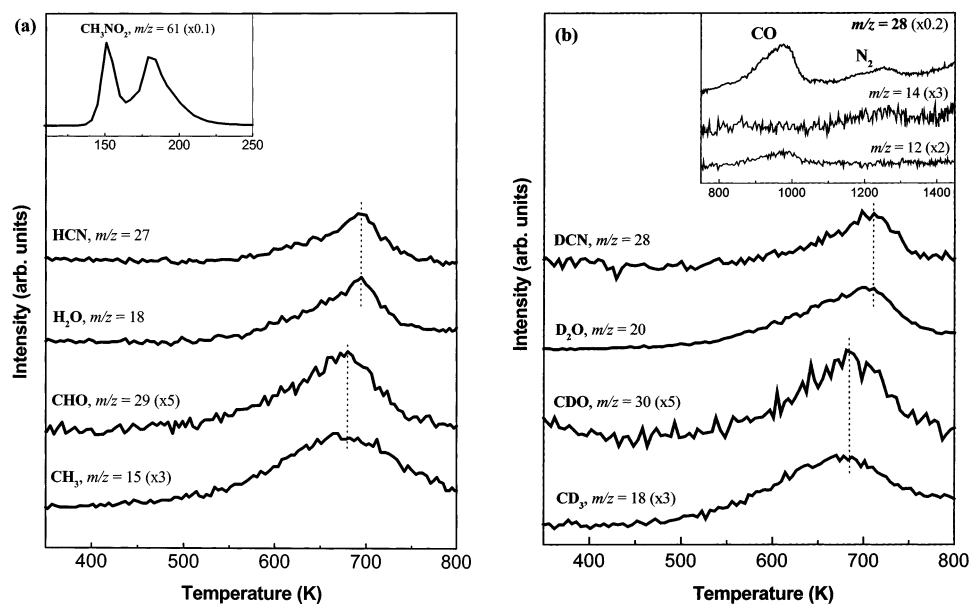 (a)
CH₃NO₂, m/z = 61 (x0.1)
150 200 250
HCN, m/z = 27
H₂O, m/z = 18
CHO, m/z = 29 (x5)
CH₃, m/z = 15 (x3)
Intensity (arb. units)
400 500 600 700 800
Temperature (K)
(b)
m/z = 28 (x0.2)
CO
N₂
m/z = 14 (x3)
m/z = 12 (x2)
800 1000 1200 1400
DCN, m/z = 28
D₂O, m/z = 20
CDO, m/z = 30 (x5)
CD₃, m/z = 18 (x3)
Intensity (arb. units)
400 500 600 700 800
Temperature (K)